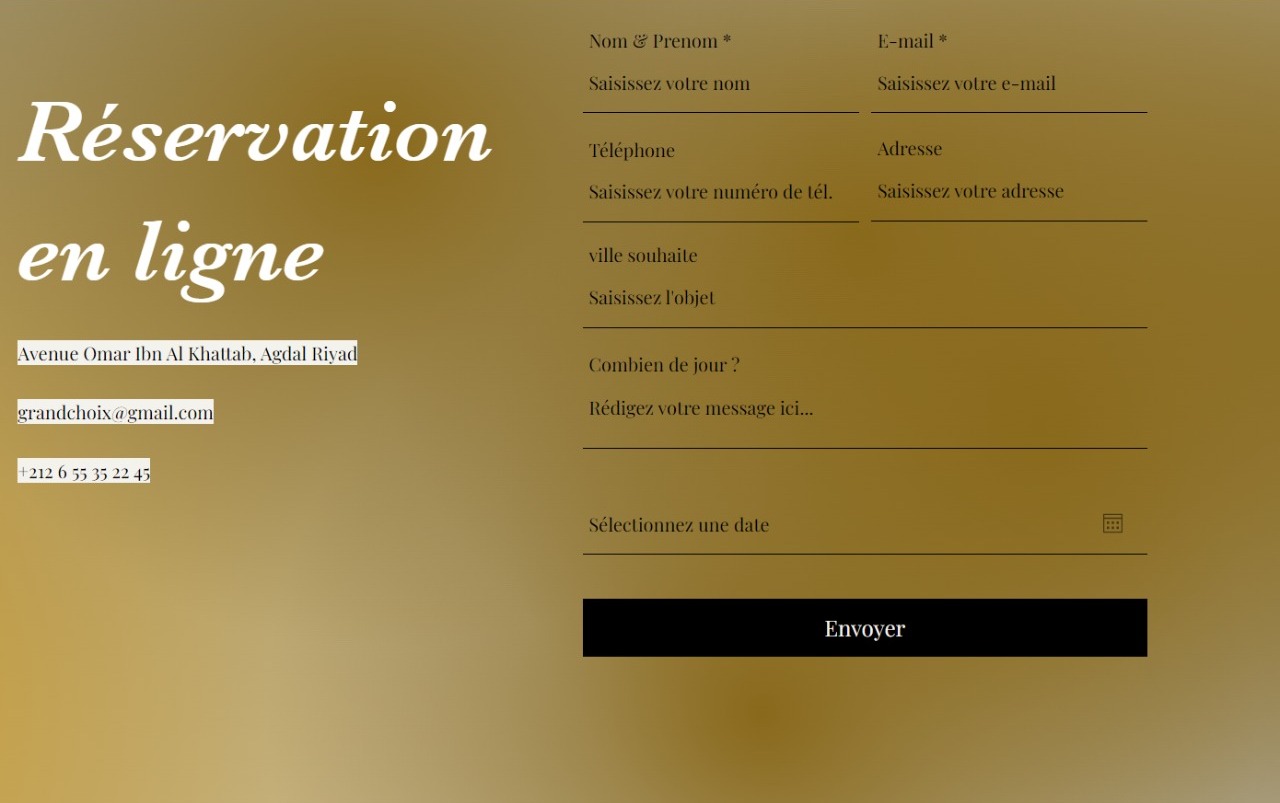 Réservation
en ligne
Avenue Omar Ibn Al Khattab, Agdal Riyad
grandchoix@gmail.com
+212 6 55 35 22 45
Nom & Prenom *
Saisissez votre nom
E-mail *
Saisissez votre e-mail
Téléphone
Saisissez votre numéro de tél.
Adresse
Saisissez votre adresse
ville souhaite
Saisissez l'objet
Combien de jour ?
Rédigez votre message ici...
Sélectionnez une date
Envoyer